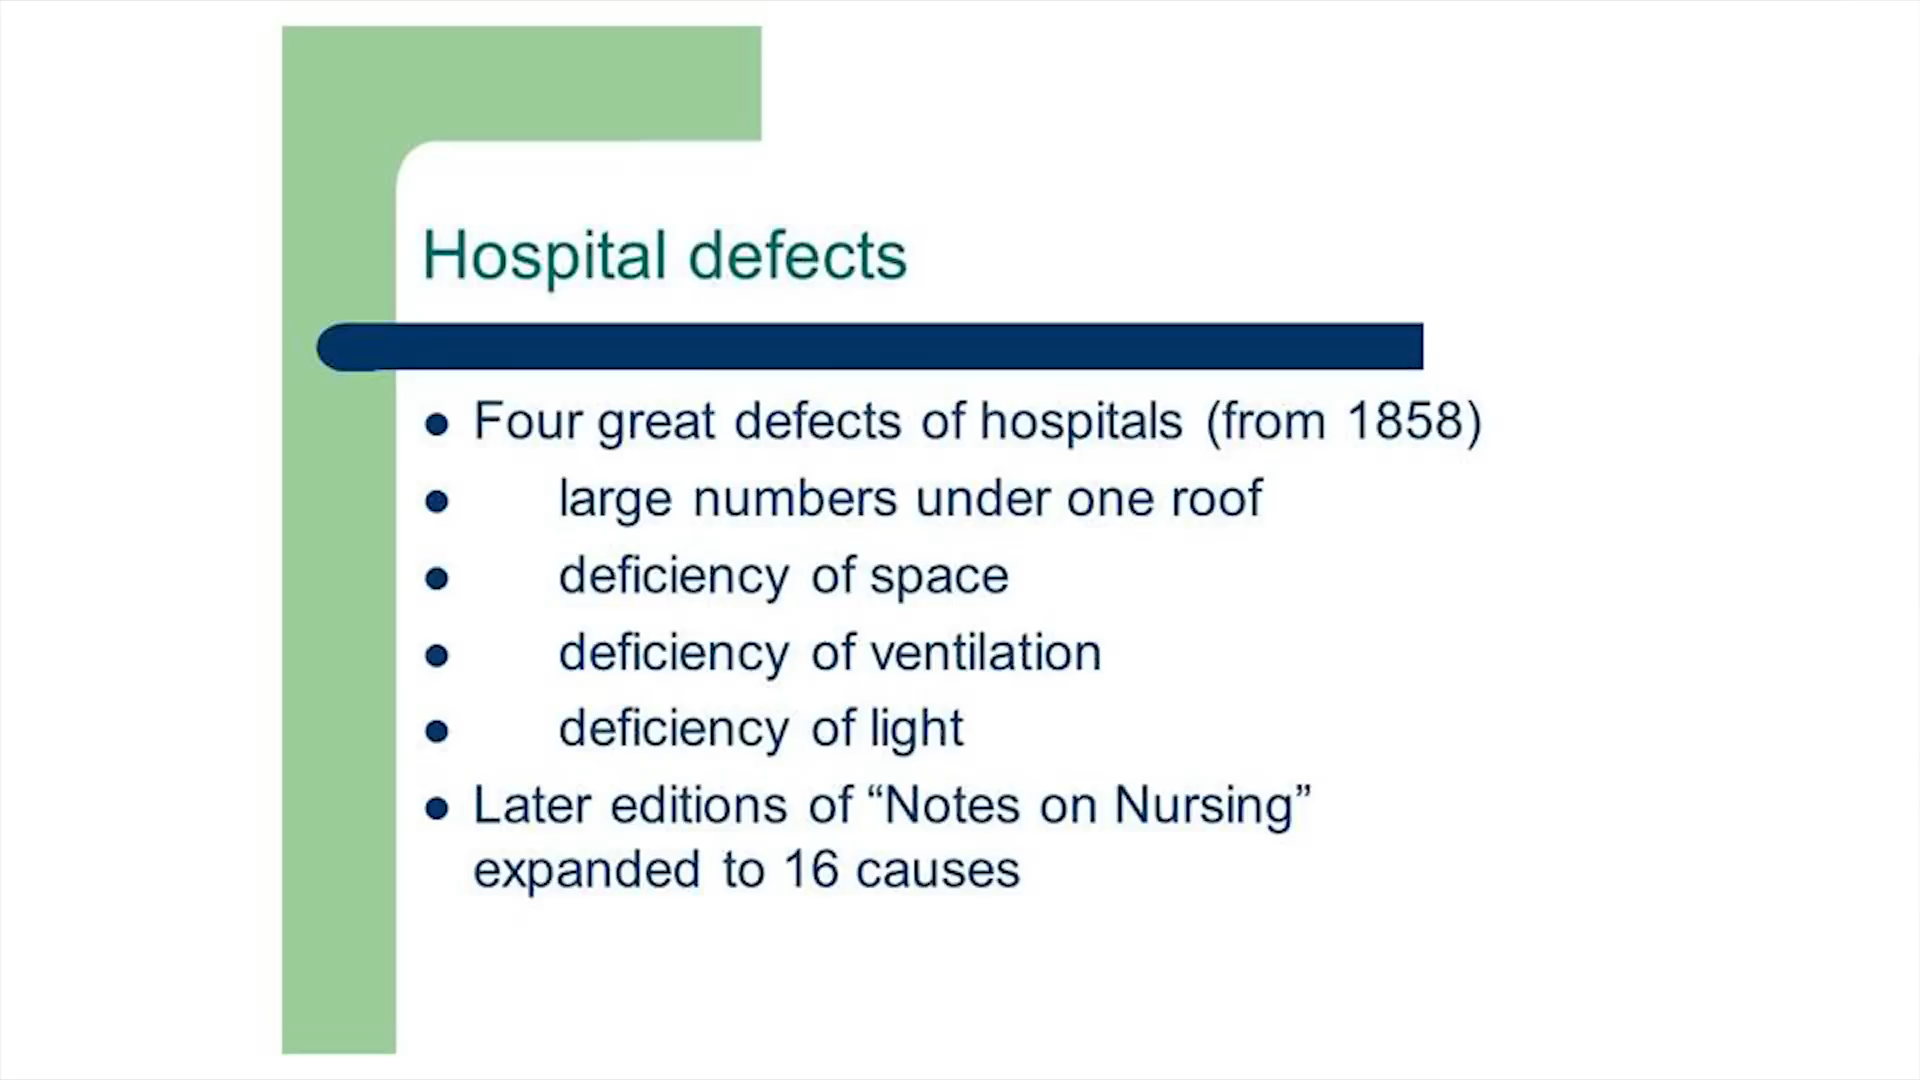 Hospital defects
● Four great defects of hospitals (from 1858)
● large numbers under one roof
● deficiency of space
● deficiency of ventilation
● deficiency of light
● Later editions of “Notes on Nursing”
expanded to 16 causes